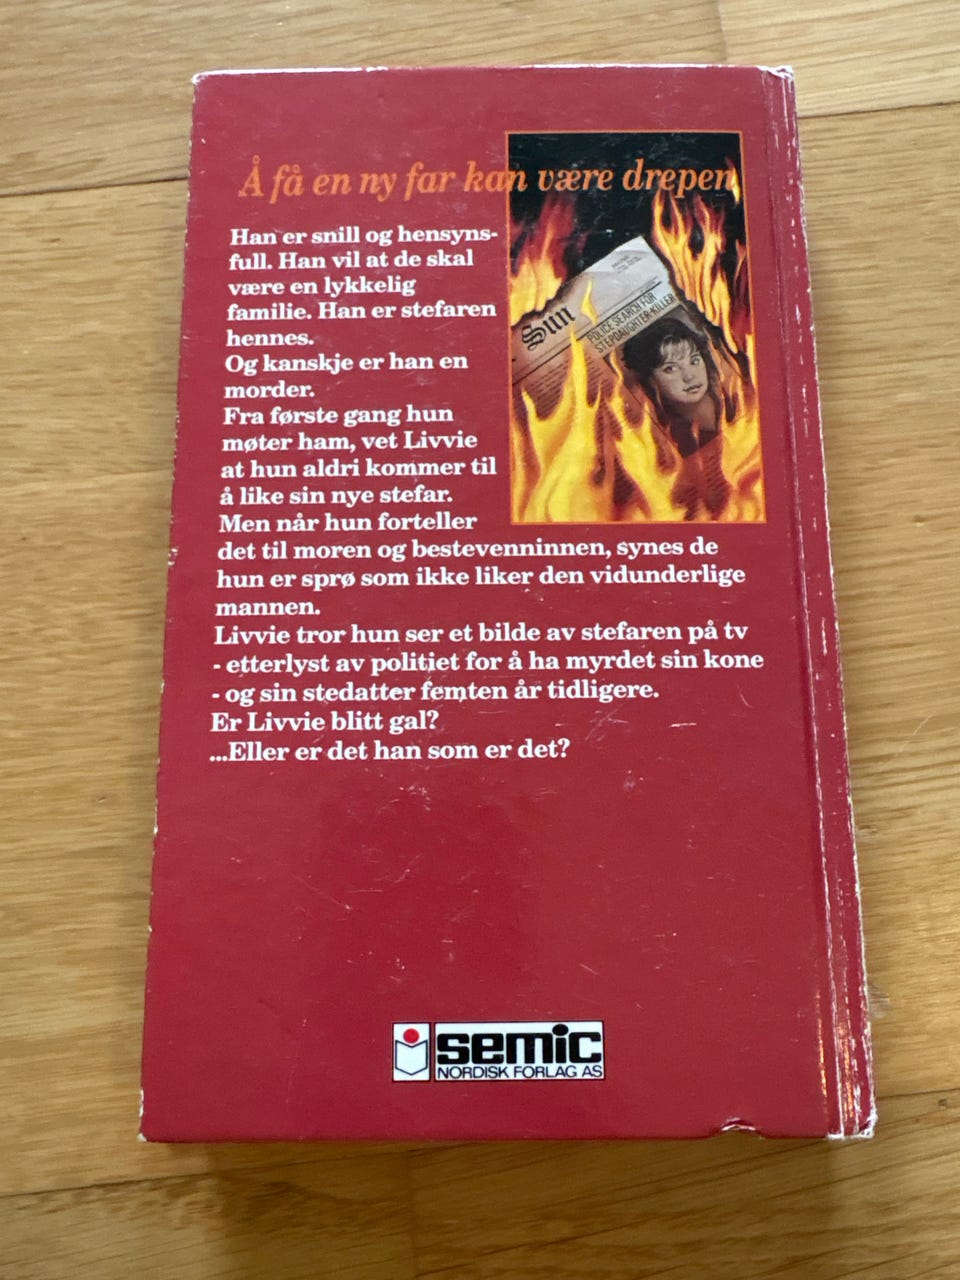 Å få en ny far kan være drepen
Han er snill og hensyns-
full. Han vil at de skal
være en lykkelig
familie. Han er stefaren
hennes.
Og kanskje er han en
morder.
Fra første gang hun
møter ham, vet Livvie
at hun aldri kommer til
å like sin nye stefar.
Men når hun forteller
det til moren og bestevenninnen, synes de
hun er sprø som ikke liker den vidunderlige
mannen.
Livvie tror hun ser et bilde av stefaren på tv
- etterlyst av politiet for å ha myrdet sin kone
- og sin stedatter femten år tidligere.
Er Livvie blitt gal?
...Eller er det han som er det?
Sun
POLICE SEARCH FOR
STEPDAUGHTER-KILLER
semic
NORDISK FORLAG AS